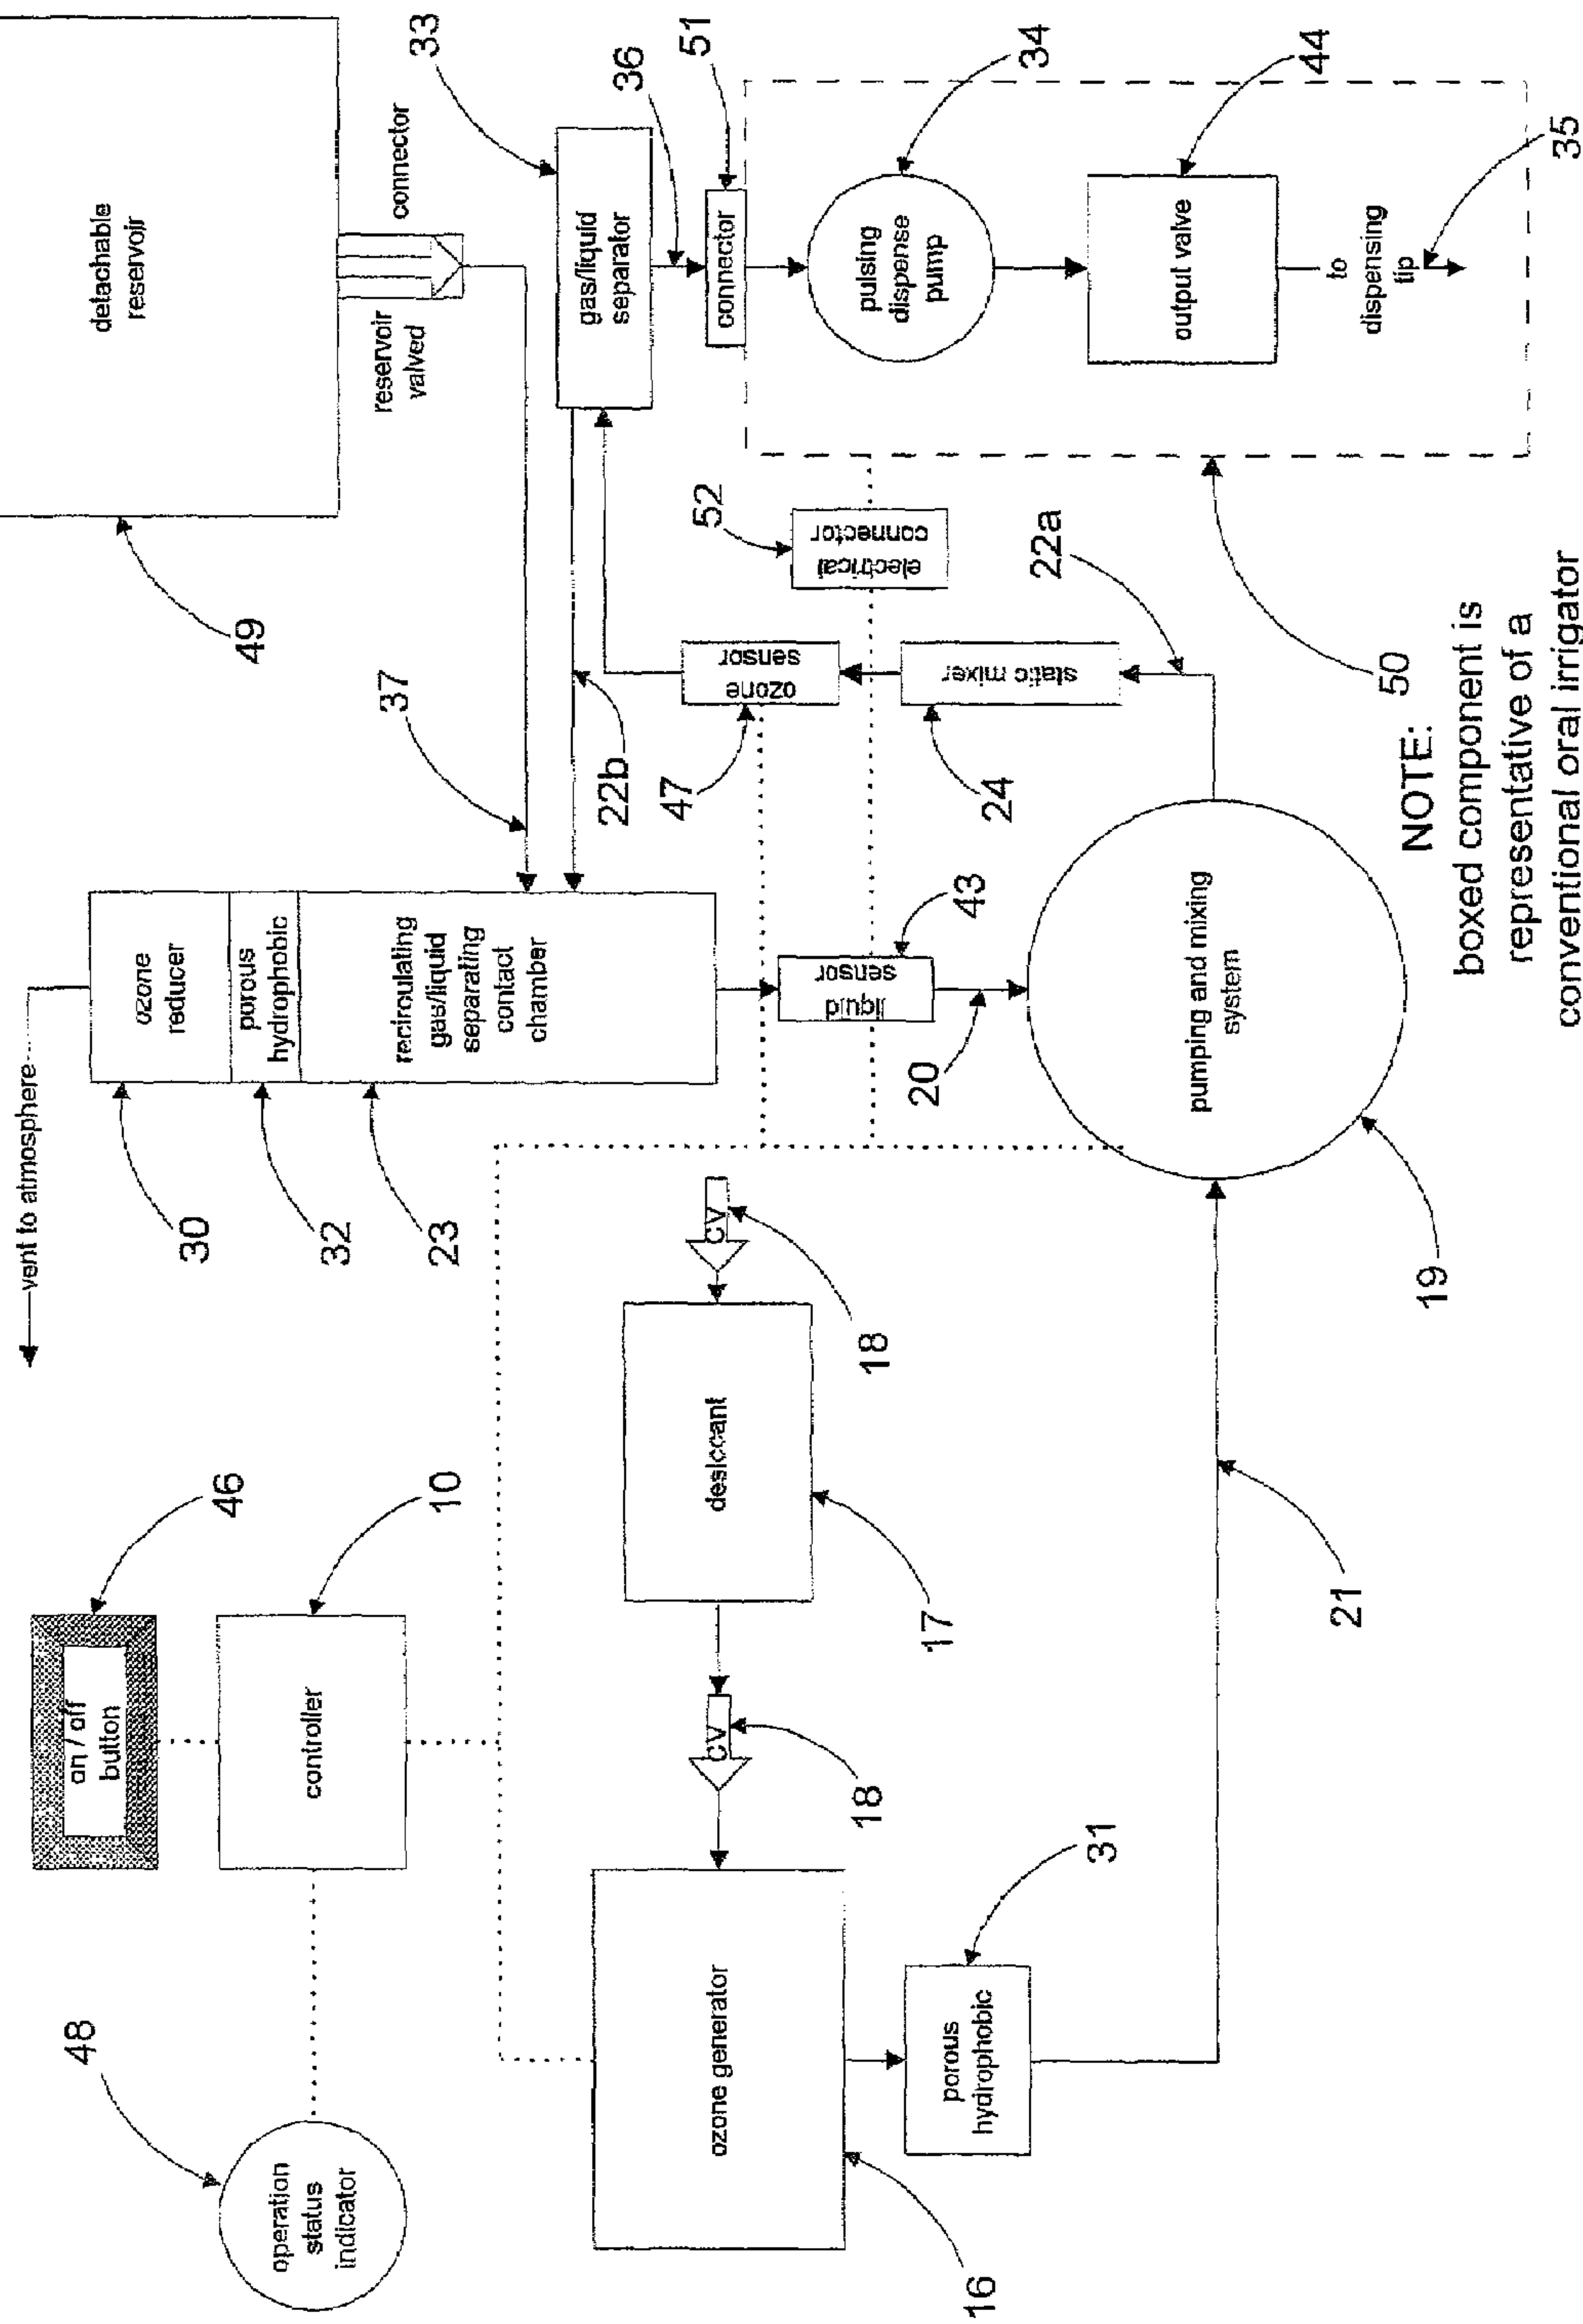 48
operation
status
indicator
46
on / off
button
10
controller
vent to atmosphere
30
ozone
reducer
32
porous
hydrophobic
23
recirculating
gas/liquid
separating
contact
chamber
49
detachable
reservoir
reservoir
valved
connector
37
22b
33
gas/liquid
separator
36
51
connector
16
ozone generator
18
CV
17
desiccant
18
CV
43
liquid
sensor
20
47
ozone
sensor
24
static mixer
22a
52
electrical
connector
34
pulsing
dispense
pump
44
output valve
to
dispensing
tip
35
31
porous
hydrophobic
21
19
pumping and mixing
system
50
NOTE:
boxed component is
representative of a
conventional oral irrigator